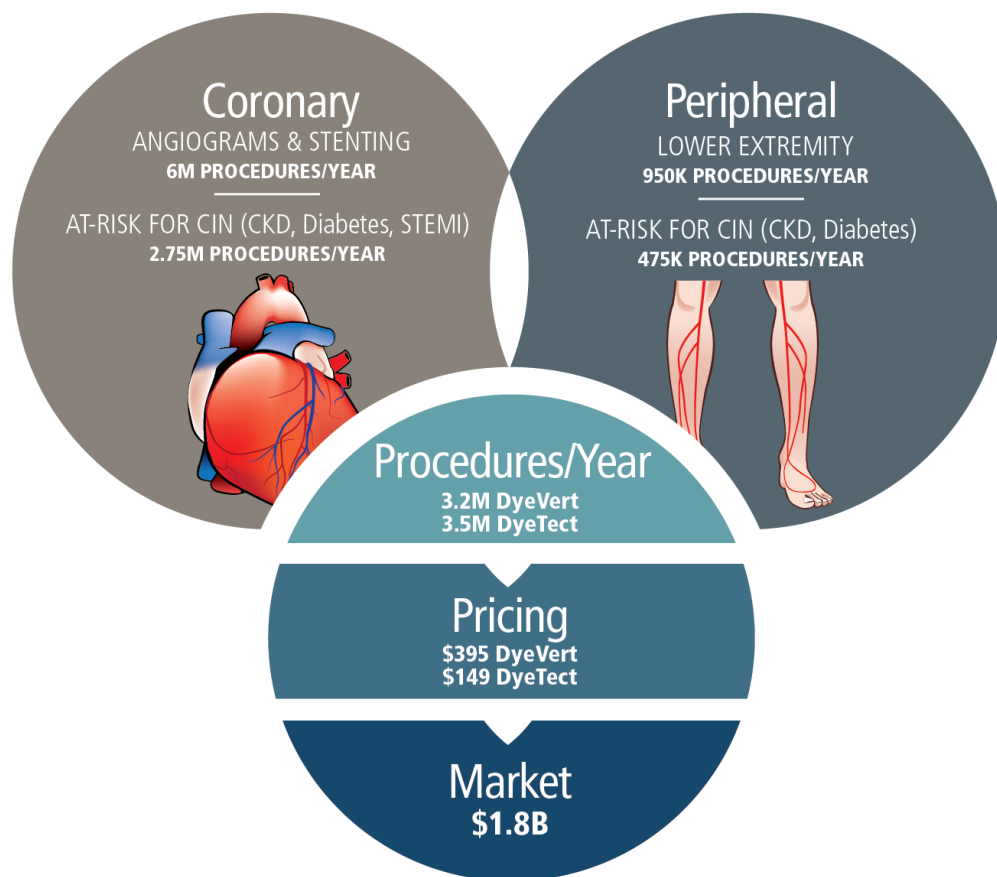 Coronary
ANGIOGRAMS & STENTING
6M PROCEDURES/YEAR
AT-RISK FOR CIN (CKD, Diabetes, STEMI)
2.75M PROCEDURES/YEAR
Peripheral
LOWER EXTREMITY
950K PROCEDURES/YEAR
AT-RISK FOR CIN (CKD, Diabetes)
475K PROCEDURES/YEAR
Procedures/Year
3.2M DyeVert
3.5M DyeTect
Pricing
$395 DyeVert
$149 DyeTect
Market
$1.8B